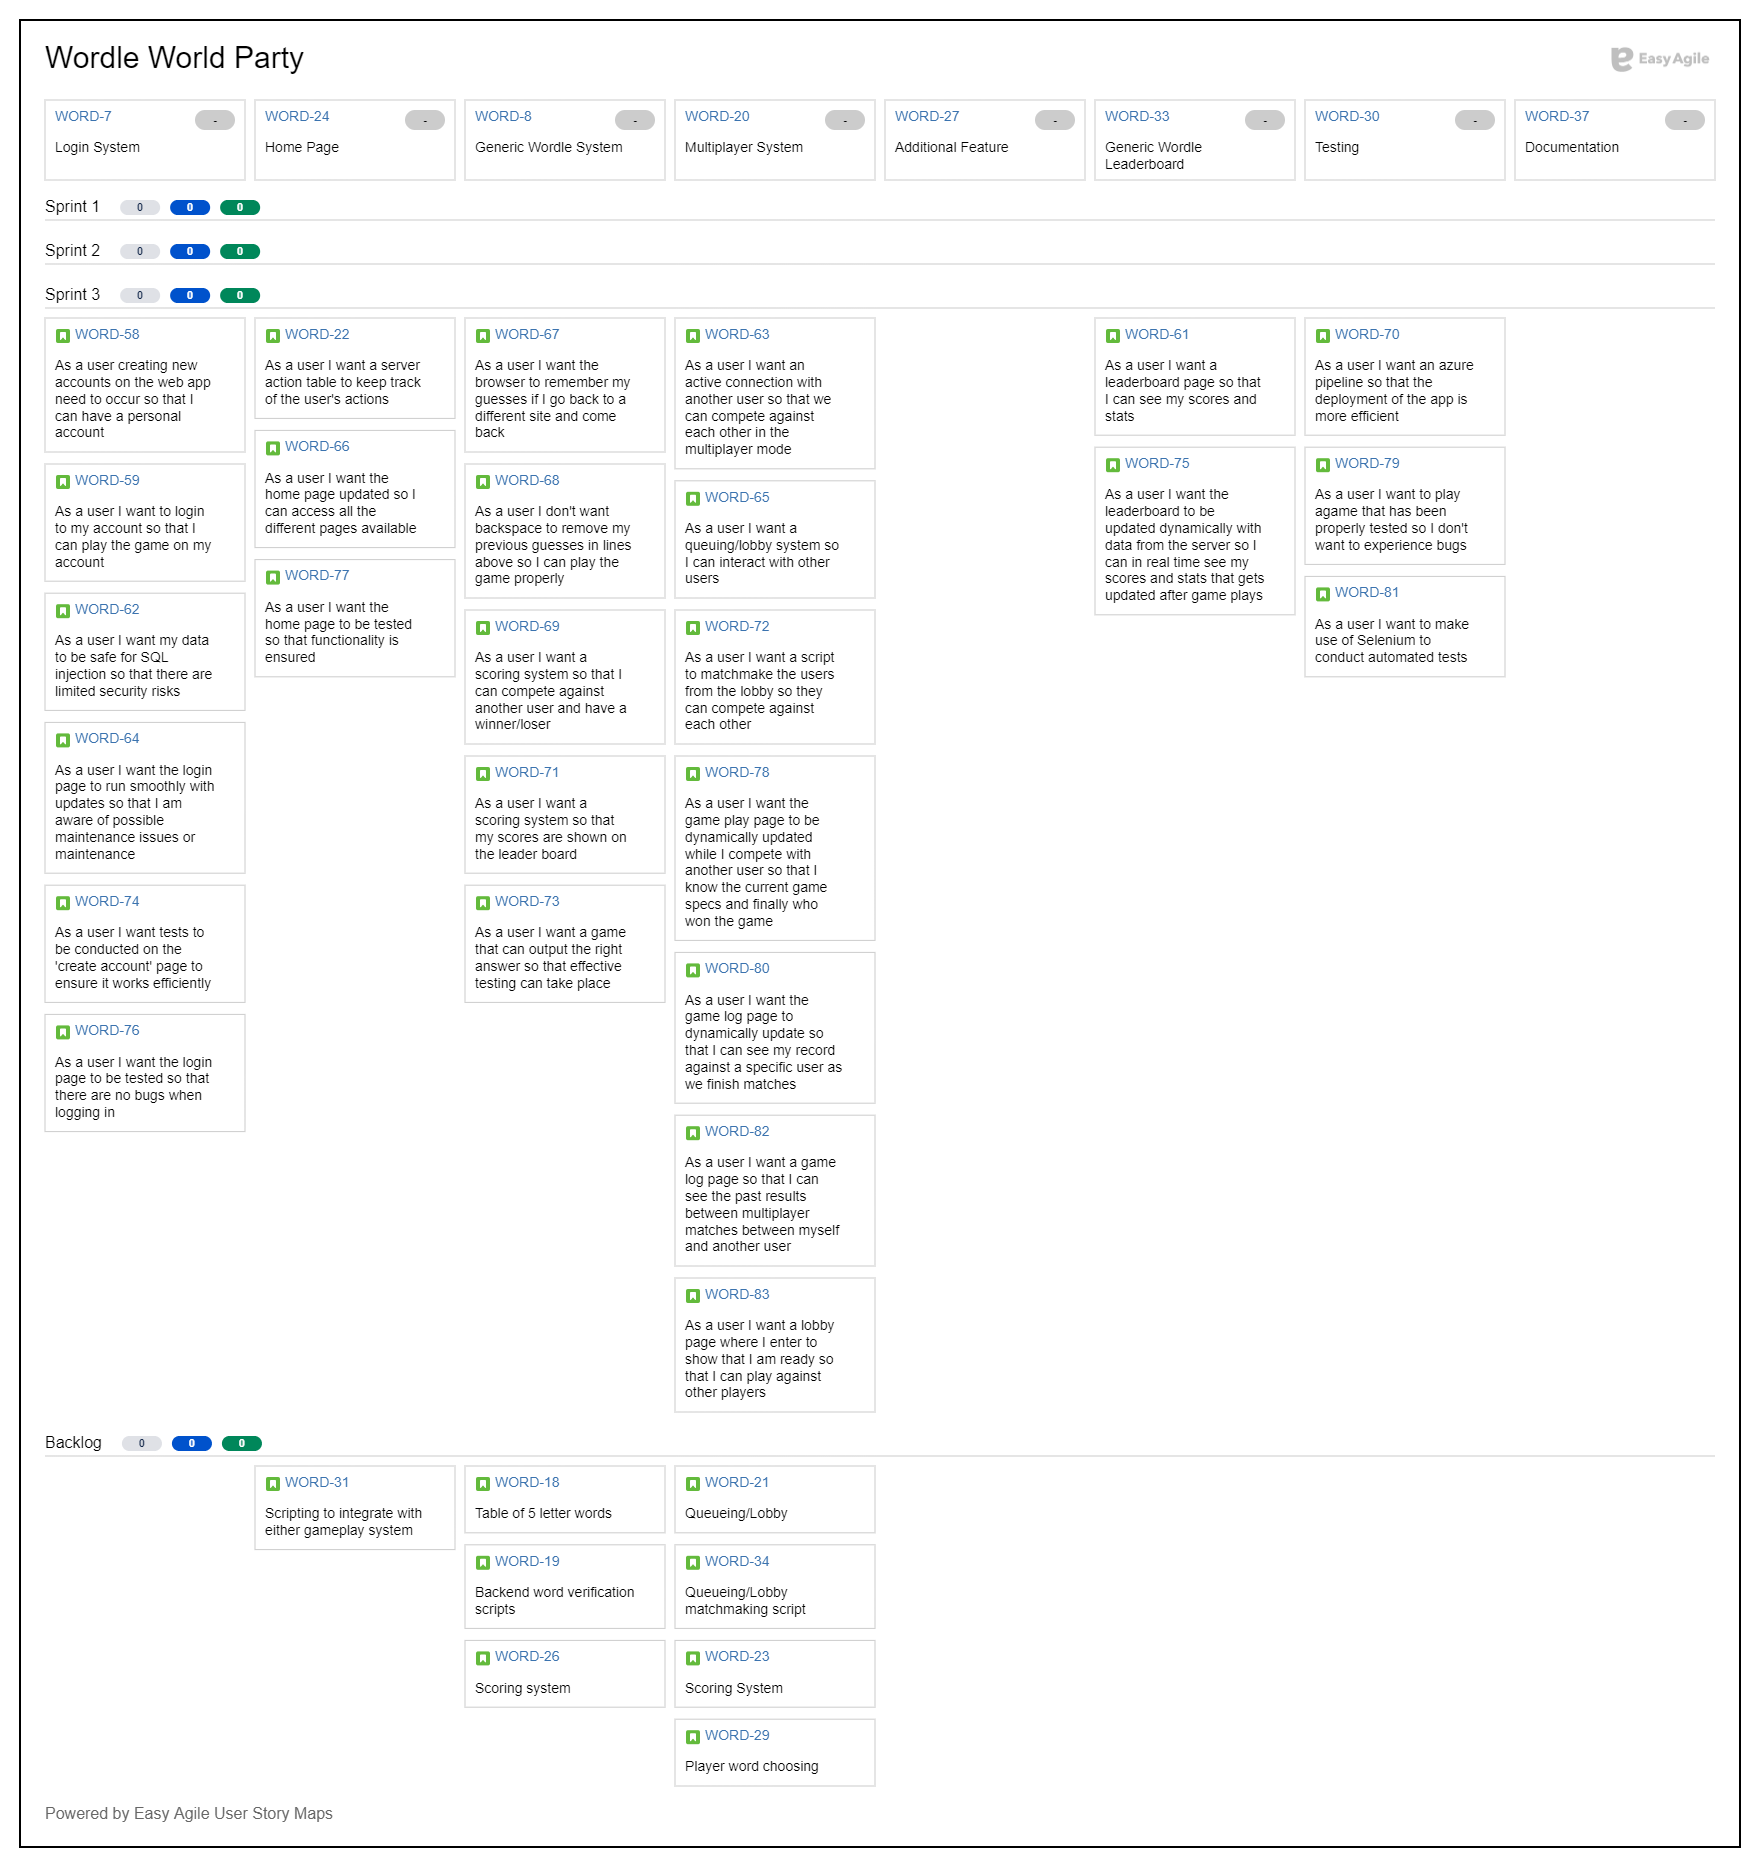 Wordle World Party
Easy Agile
WORD-7
-
Login System
WORD-24
-
Home Page
WORD-8
-
Generic Wordle System
WORD-20
-
Multiplayer System
WORD-27
-
Additional Feature
WORD-33
-
Generic Wordle
Leaderboard
WORD-30
-
Testing
WORD-37
-
Documentation
Sprint 1 0 0 0
Sprint 2 0 0 0
Sprint 3 0 0 0
WORD-58
As a user creating new
accounts on the web app
need to occur so that I
can have a personal
account
WORD-59
As a user I want to login
to my account so that I
can play the game on my
account
WORD-62
As a user I want my data
to be safe for SQL
injection so that there are
limited security risks
WORD-64
As a user I want the login
page to run smoothly with
updates so that I am
aware of possible
maintenance issues or
maintenance
WORD-74
As a user I want tests to
be conducted on the
'create account' page to
ensure it works efficiently
WORD-76
As a user I want the login
page to be tested so that
there are no bugs when
logging in
WORD-22
As a user I want a server
action table to keep track
of the user's actions
WORD-66
As a user I want the
home page updated so I
can access all the
different pages available
WORD-77
As a user I want the
home page to be tested
so that functionality is
ensured
WORD-67
As a user I want the
browser to remember my
guesses if I go back to a
different site and come
back
WORD-68
As a user I don't want
backspace to remove my
previous guesses in lines
above so I can play the
game properly
WORD-69
As a user I want a
scoring system so that I
can compete against
another user and have a
winner/loser
WORD-71
As a user I want a
scoring system so that
my scores are shown on
the leader board
WORD-73
As a user I want a game
that can output the right
answer so that effective
testing can take place
WORD-63
As a user I want an
active connection with
another user so that we
can compete against
each other in the
multiplayer mode
WORD-65
As a user I want a
queuing/lobby system so
I can interact with other
users
WORD-72
As a user I want a script
to matchmake the users
from the lobby so they
can compete against
each other
WORD-78
As a user I want the
game play page to be
dynamically updated
while I compete with
another user so that I
know the current game
specs and finally who
won the game
WORD-80
As a user I want the
game log page to
dynamically update so
that I can see my record
against a specific user as
we finish matches
WORD-82
As a user I want a game
log page so that I can
see the past results
between multiplayer
matches between myself
and another user
WORD-83
As a user I want a lobby
page where I enter to
show that I am ready so
that I can play against
other players
WORD-61
As a user I want a
leaderboard page so that
I can see my scores and
stats
WORD-75
As a user I want the
leaderboard to be
updated dynamically with
data from the server so I
can in real time see my
scores and stats that gets
updated after game plays
WORD-70
As a user I want an azure
pipeline so that the
deployment of the app is
more efficient
WORD-79
As a user I want to play
agame that has been
properly tested so I don't
want to experience bugs
WORD-81
As a user I want to make
use of Selenium to
conduct automated tests
Backlog 0 0 0
WORD-31
Scripting to integrate with
either gameplay system
WORD-18
Table of 5 letter words
WORD-19
Backend word verification
scripts
WORD-26
Scoring system
WORD-21
Queueing/Lobby
WORD-34
Queueing/Lobby
matchmaking script
WORD-23
Scoring System
WORD-29
Player word choosing
Powered by Easy Agile User Story Maps